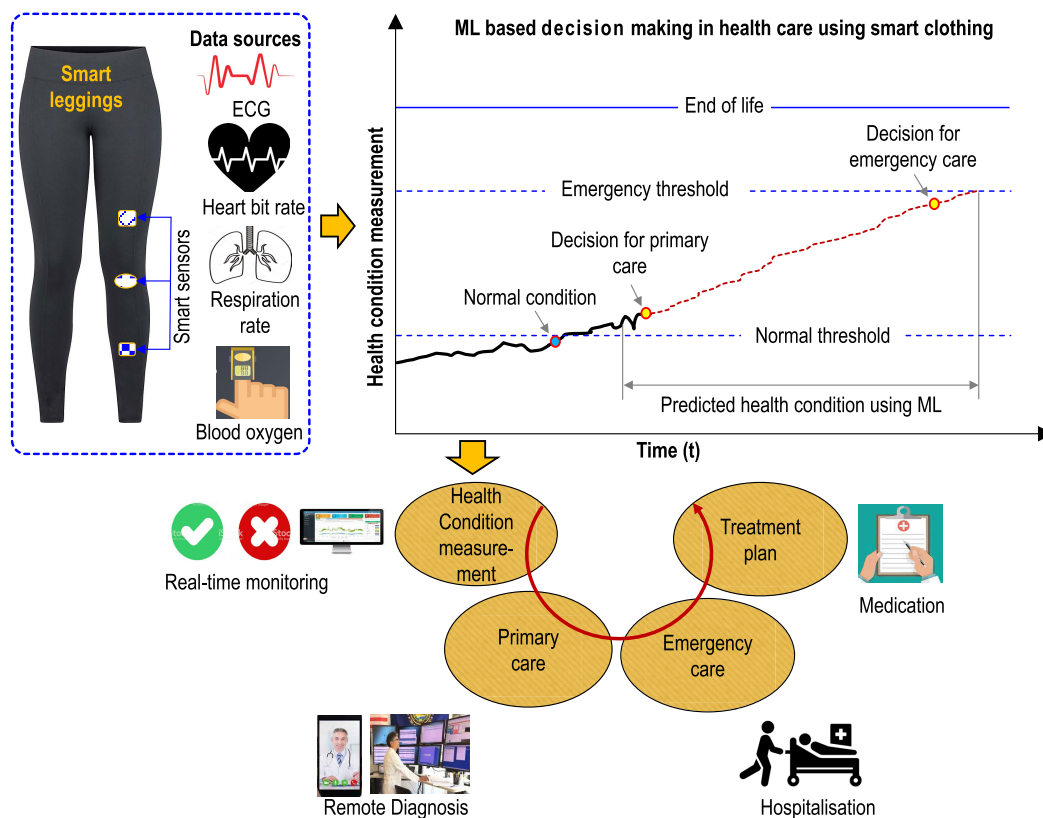 Smart
leggings
Smart sensors
Data sources
ECG
Heart bit rate
Respiration
rate
Blood oxygen
ML based decision making in health care using smart clothing
Health condition measurement
End of life
Decision for
emergency care
Emergency threshold
Decision for primary
care
Normal condition
Normal threshold
Predicted health condition using ML
Time (t)
Health
Condition
measure-
ment
Treatment
plan
Primary
care
Emergency
care
Real-time monitoring
Medication
Remote Diagnosis
Hospitalisation